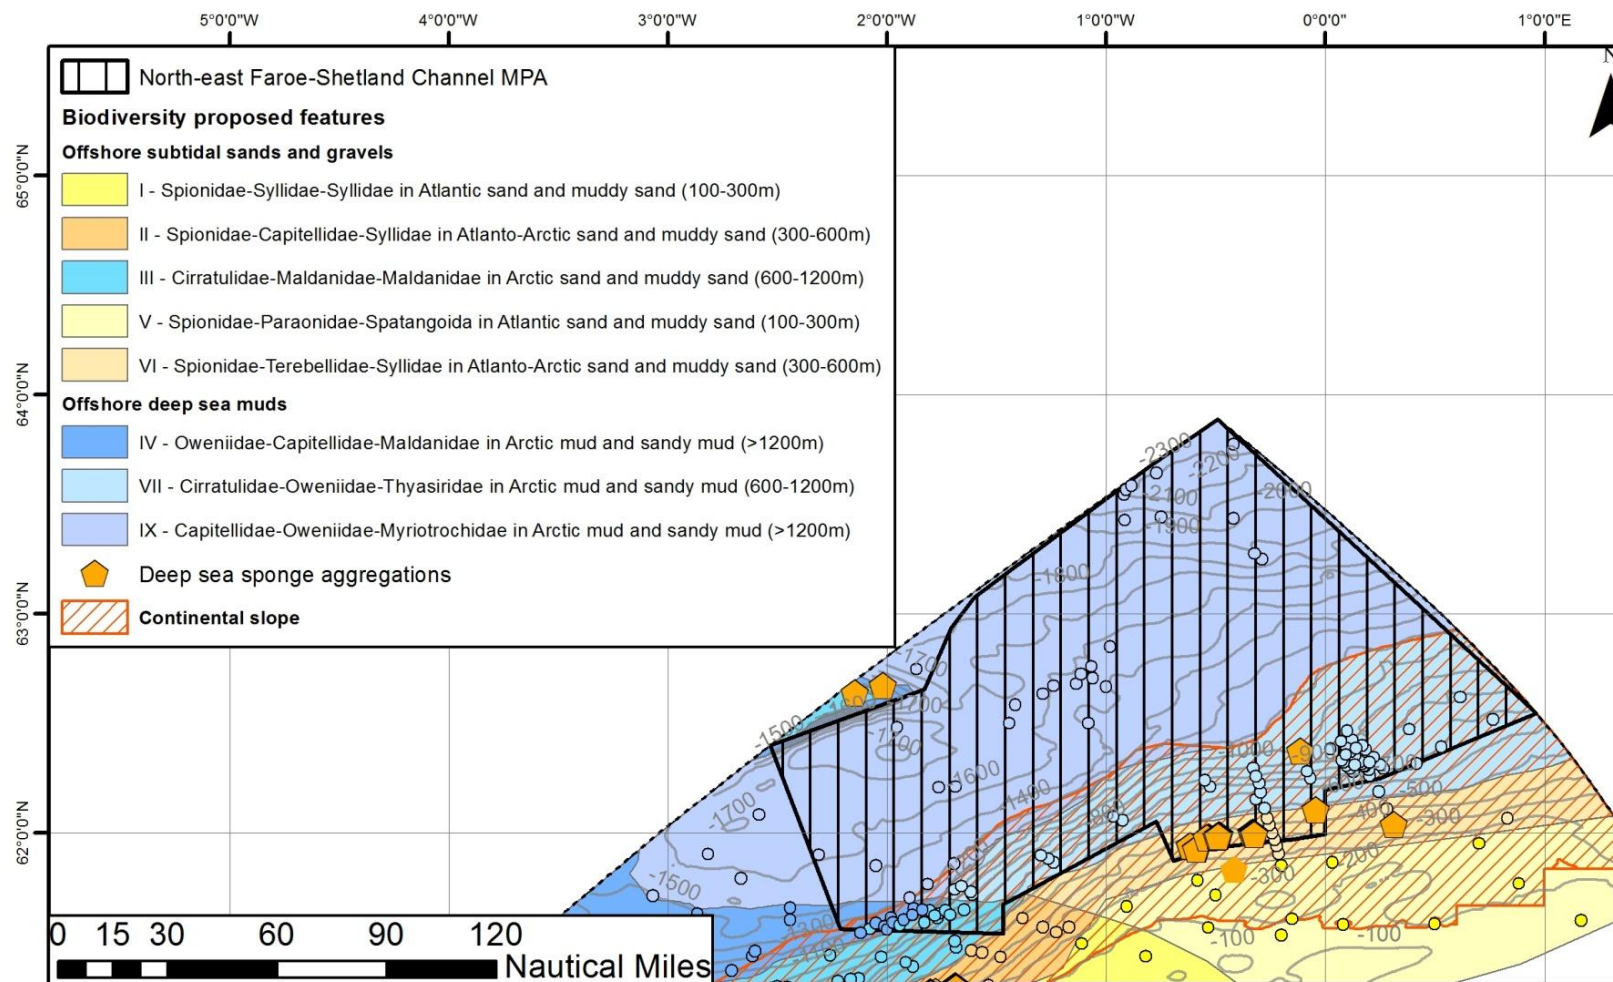 5°0'0"W 4°0'0"W 3°0'0"W 2°0'0"W 1°0'0"W 0°0'0" 1°0'0"E
N
North-east Faroe-Shetland Channel MPA
Biodiversity proposed features
Offshore subtidal sands and gravels
65°0'0"N
I - Spionidae-Syllidae-Syllidae in Atlantic sand and muddy sand (100-300m)
II - Spionidae-Capitellidae-Syllidae in Atlanto-Arctic sand and muddy sand (300-600m)
III - Cirratulidae-Maldanidae-Maldanidae in Arctic sand and muddy sand (600-1200m)
V - Spionidae-Paraonidae-Spatangoida in Atlantic sand and muddy sand (100-300m)
VI - Spionidae-Terebellidae-Syllidae in Atlanto-Arctic sand and muddy sand (300-600m)
64°0'0"N
Offshore deep sea muds
IV - Oweniidae-Capitellidae-Maldanidae in Arctic mud and sandy mud (>1200m)
VII - Cirratulidae-Oweniidae-Thyasiridae in Arctic mud and sandy mud (600-1200m)
IX - Capitellidae-Oweniidae-Myriotrochidae in Arctic mud and sandy mud (>1200m)
Deep sea sponge aggregations
63°0'0"N
Continental slope
-2300
-2200
-2100
-2000
-1900
-1800
-1700
-1500
-1200
-1000
-900
-1600
-1400
-500
-1700
-800
-400
-300
62°0'0"N
-200
-300
-1500
-1300
-1100
-100
-100
0 15 30 60 90 120
Nautical Miles